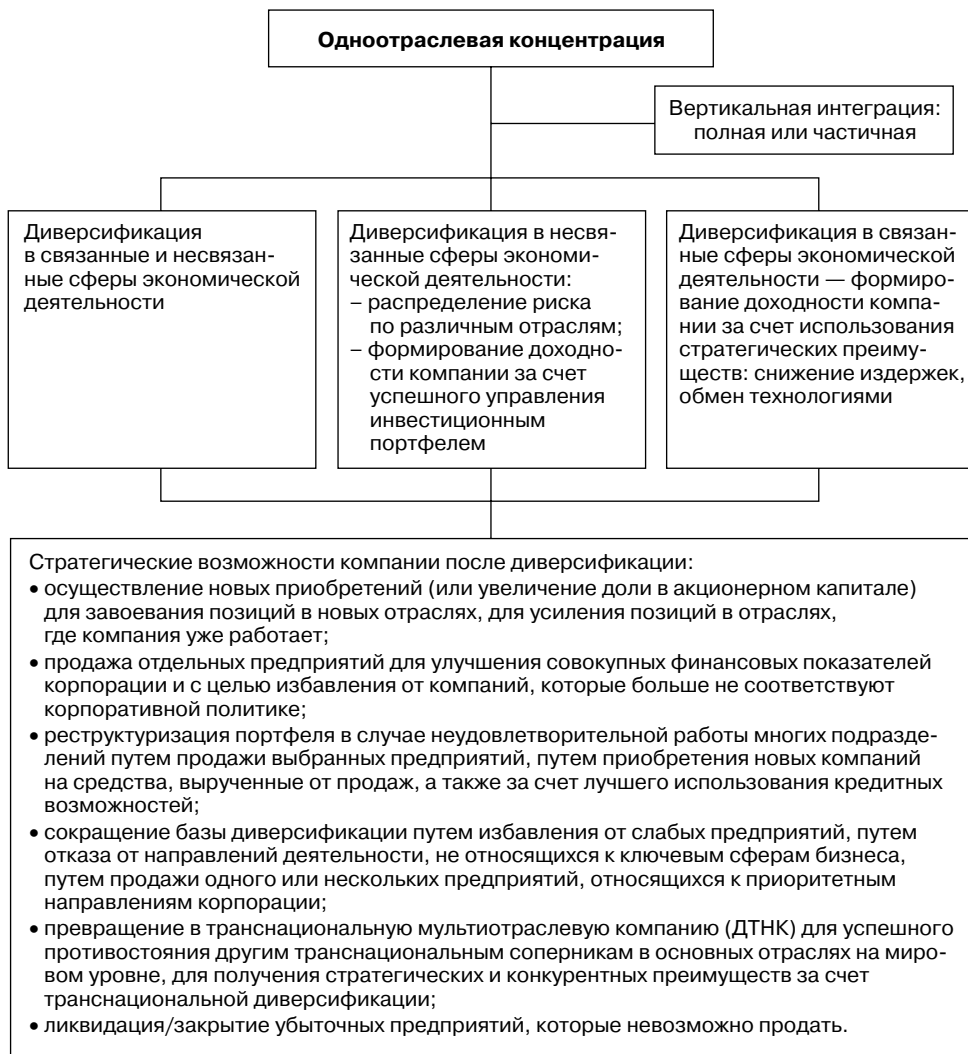 Одноотраслевая концентрация
Вертикальная интеграция:
полная или частичная
Диверсификация
в связанные и несвязан-
ные сферы экономической
деятельности
Диверсификация в несвя-
занные сферы экономи-
ческой деятельности:
– распределение риска
по различным отраслям;
– формирование доходно-
сти компании за счет
успешного управления
инвестиционным
портфелем
Диверсификация в связан-
ные сферы экономической
деятельности — формиро-
вание доходности компа-
нии за счет использования
стратегических преиму-
ществ: снижение издержек,
обмен технологиями
Стратегические возможности компании после диверсификации:
• осуществление новых приобретений (или увеличение доли в акционерном капитале)
для завоевания позиций в новых отраслях, для усиления позиций в отраслях,
где компания уже работает;
• продажа отдельных предприятий для улучшения совокупных финансовых показателей
корпорации и с целью избавления от компаний, которые больше не соответствуют
корпоративной политике;
• реструктуризация портфеля в случае неудовлетворительной работы многих подразде-
лений путем продажи выбранных предприятий, путем приобретения новых компаний
на средства, вырученные от продаж, а также за счет лучшего использования кредитных
возможностей;
• сокращение базы диверсификации путем избавления от слабых предприятий, путем
отказа от направлений деятельности, не относящихся к ключевым сферам бизнеса,
путем продажи одного или нескольких предприятий, относящихся к приоритетным
направлениям корпорации;
• превращение в транснациональную мультиотраслевую компанию (ДТНК) для успешного
противостояния другим транснациональным соперникам в основных отраслях на миро-
вом уровне, для получения стратегических и конкурентных преимуществ за счет
транснациональной диверсификации;
• ликвидация/закрытие убыточных предприятий, которые невозможно продать.